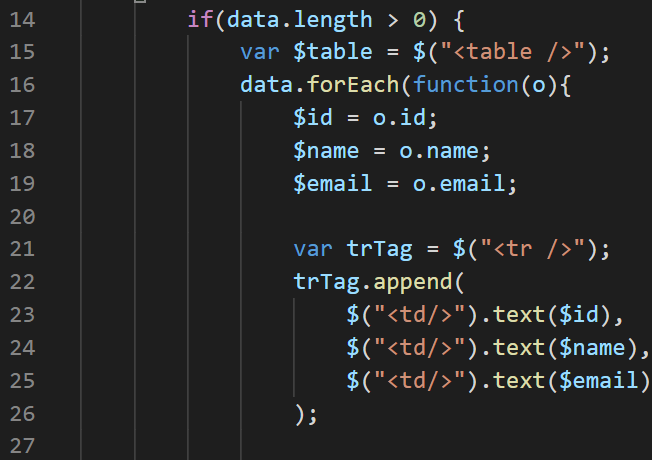 14 if(data.length > 0) {
15 var $table = $("<table />");
16 data.forEach(function(o){
17 $id = o.id;
18 $name = o.name;
19 $email = o.email;
20
21 var trTag = $("<tr />");
22 trTag.append(
23 $("<td/>").text($id),
24 $("<td/>").text($name),
25 $("<td/>").text($email)
26 );
27